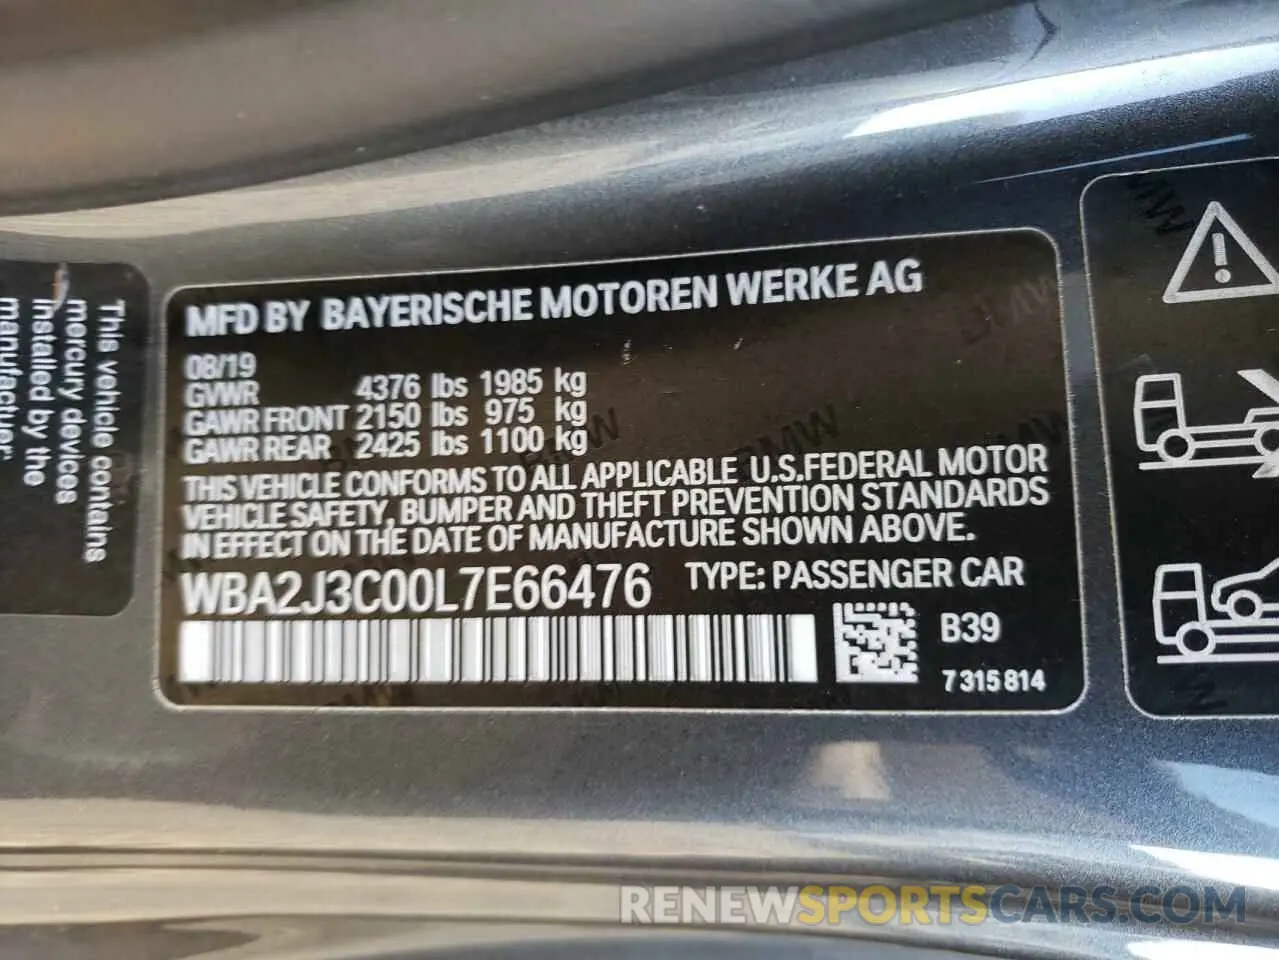 This vehicle contains
mercury devices
installed by the
manufacturer:
MFD BY BAYERISCHE MOTOREN WERKE AG
08/19
GVWR 4376 lbs 1985 kg
GAWR FRONT 2150 lbs 975 kg
GAWR REAR 2425 lbs 1100 kg
THIS VEHICLE CONFORMS TO ALL APPLICABLE U.S.FEDERAL MOTOR
VEHICLE SAFETY, BUMPER AND THEFT PREVENTION STANDARDS
IN EFFECT ON THE DATE OF MANUFACTURE SHOWN ABOVE.
WBA2J3C00L7E66476 TYPE: PASSENGER CAR
B39
7 315 814
RENEWSPORTSCARS.COM